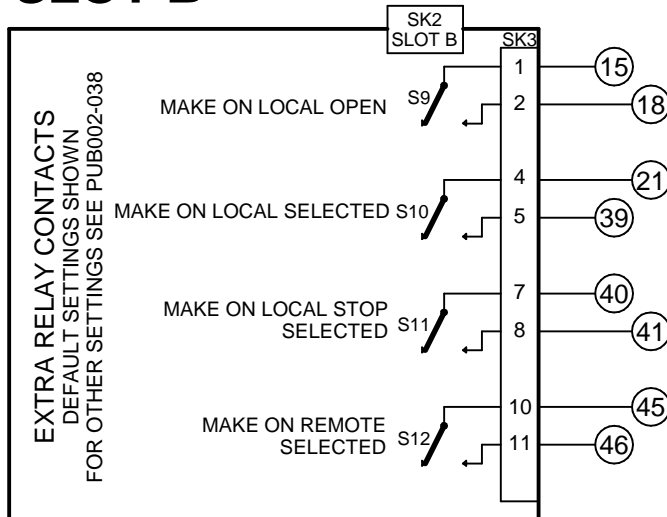 SK2
SLOT B
SK3
EXTRA RELAY CONTACTS
DEFAULT SETTINGS SHOWN
FOR OTHER SETTINGS SEE PUB002-038
MAKE ON LOCAL OPEN
S9
1
15
2
18
MAKE ON LOCAL SELECTED
S10
4
21
5
39
MAKE ON LOCAL STOP
SELECTED
S11
7
40
8
41
MAKE ON REMOTE
SELECTED
S12
10
45
11
46